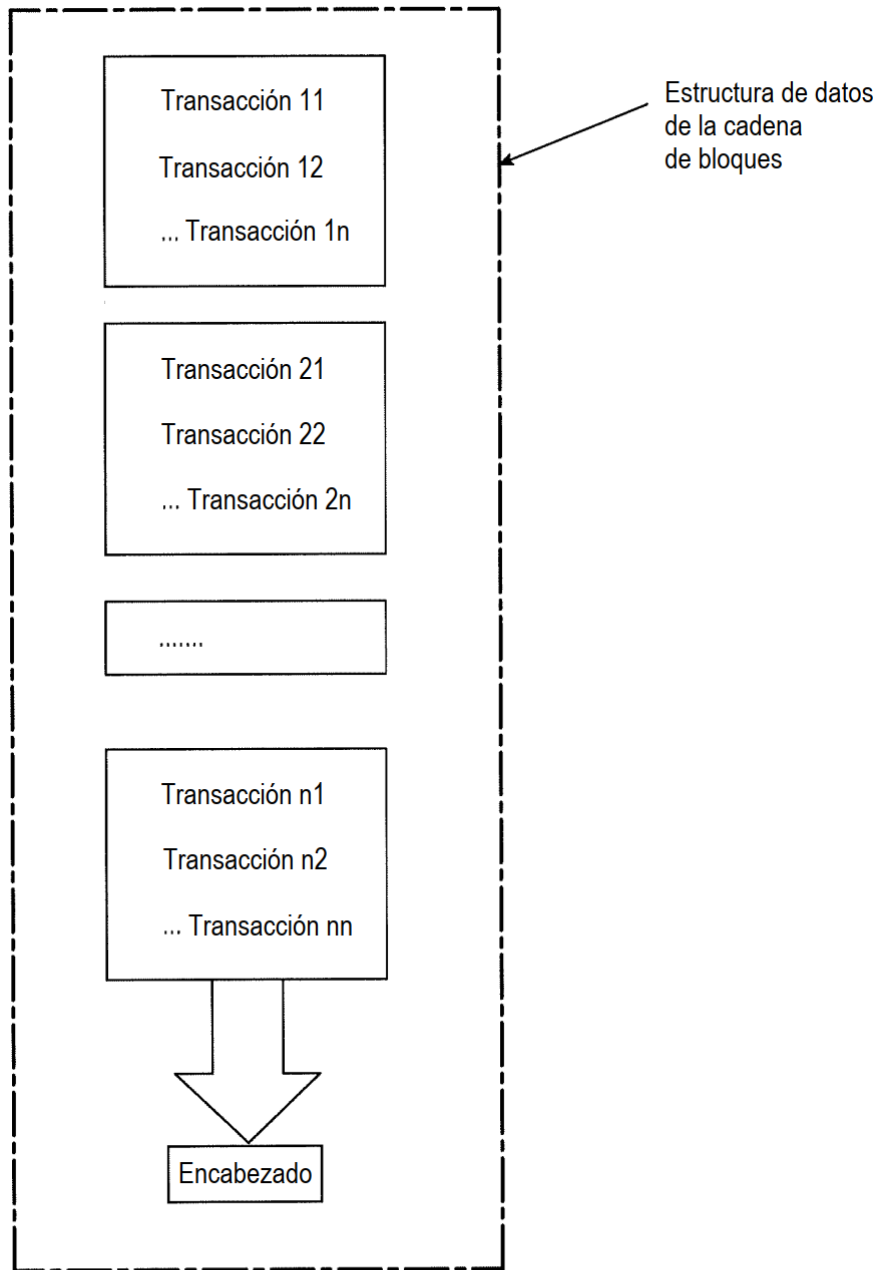 Transacción 11
Transacción 12
... Transacción 1n
Estructura de datos
de la cadena
de bloques
Transacción 21
Transacción 22
... Transacción 2n
.......
Transacción n1
Transacción n2
... Transacción nn
Encabezado